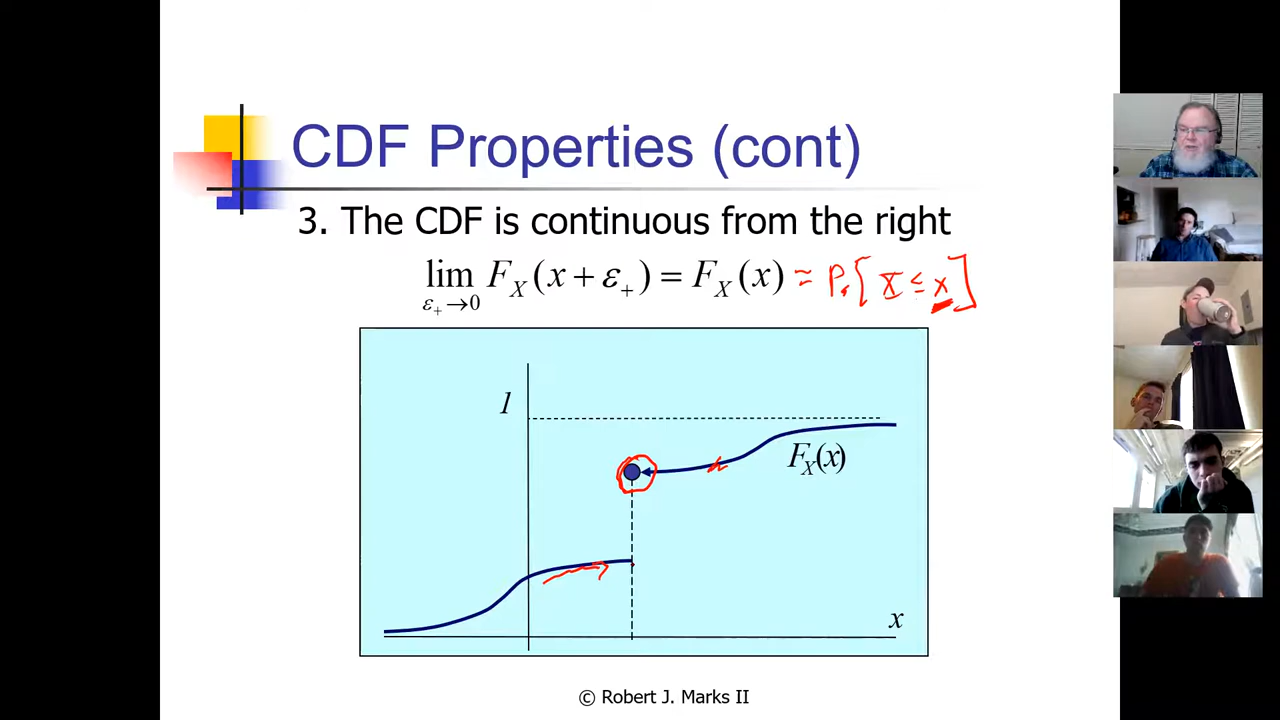 CDF Properties (cont)
3. The CDF is continuous from the right
lim F_X(x + ε₊) = F_X(x) ≈ Pr[X ≤ x]
ε₊→0
1
F_X(x)
x
© Robert J. Marks II